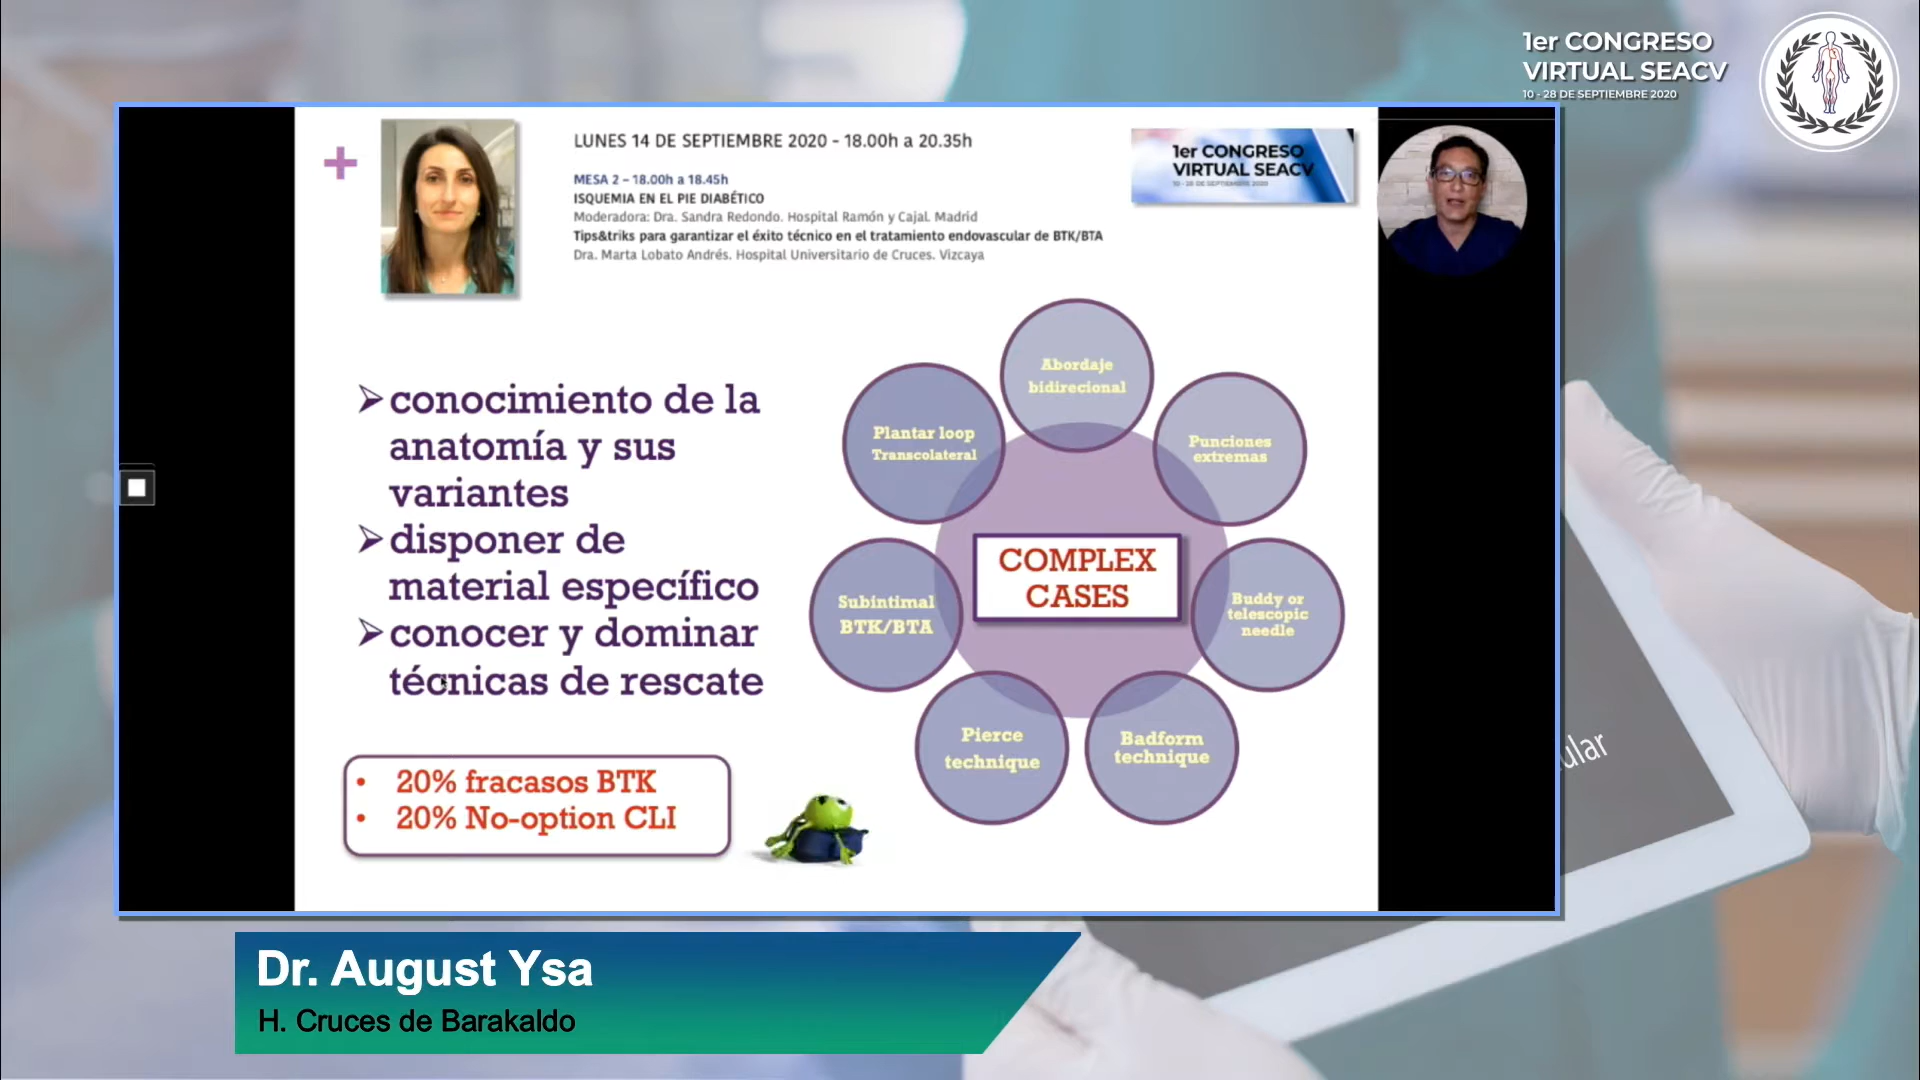 1er CONGRESO
VIRTUAL SEACV
10 - 28 DE SEPTIEMBRE 2020
LUNES 14 DE SEPTIEMBRE 2020 - 18.00h a 20.35h
MESA 2 – 18.00h a 18.45h
ISQUEMIA EN EL PIE DIABÉTICO
Moderadora: Dra. Sandra Redondo. Hospital Ramón y Cajal. Madrid
Tips&triks para garantizar el éxito técnico en el tratamiento endovascular de BTK/BTA
Dra. Marta Lobato Andrés. Hospital Universitario de Cruces. Vizcaya
1er CONGRESO
VIRTUAL SEACV
10 - 28 DE SEPTIEMBRE 2020
➢conocimiento de la
anatomía y sus
variantes
➢disponer de
material específico
➢conocer y dominar
técnicas de rescate
• 20% fracasos BTK
• 20% No-option CLI
Abordaje
bidirecional
Plantar loop
Transcolateral
Punciones
extremas
COMPLEX
CASES
Subintimal
BTK/BTA
Buddy or
telescopic
needle
Pierce
technique
Badform
technique
ular
Dr. August Ysa
H. Cruces de Barakaldo